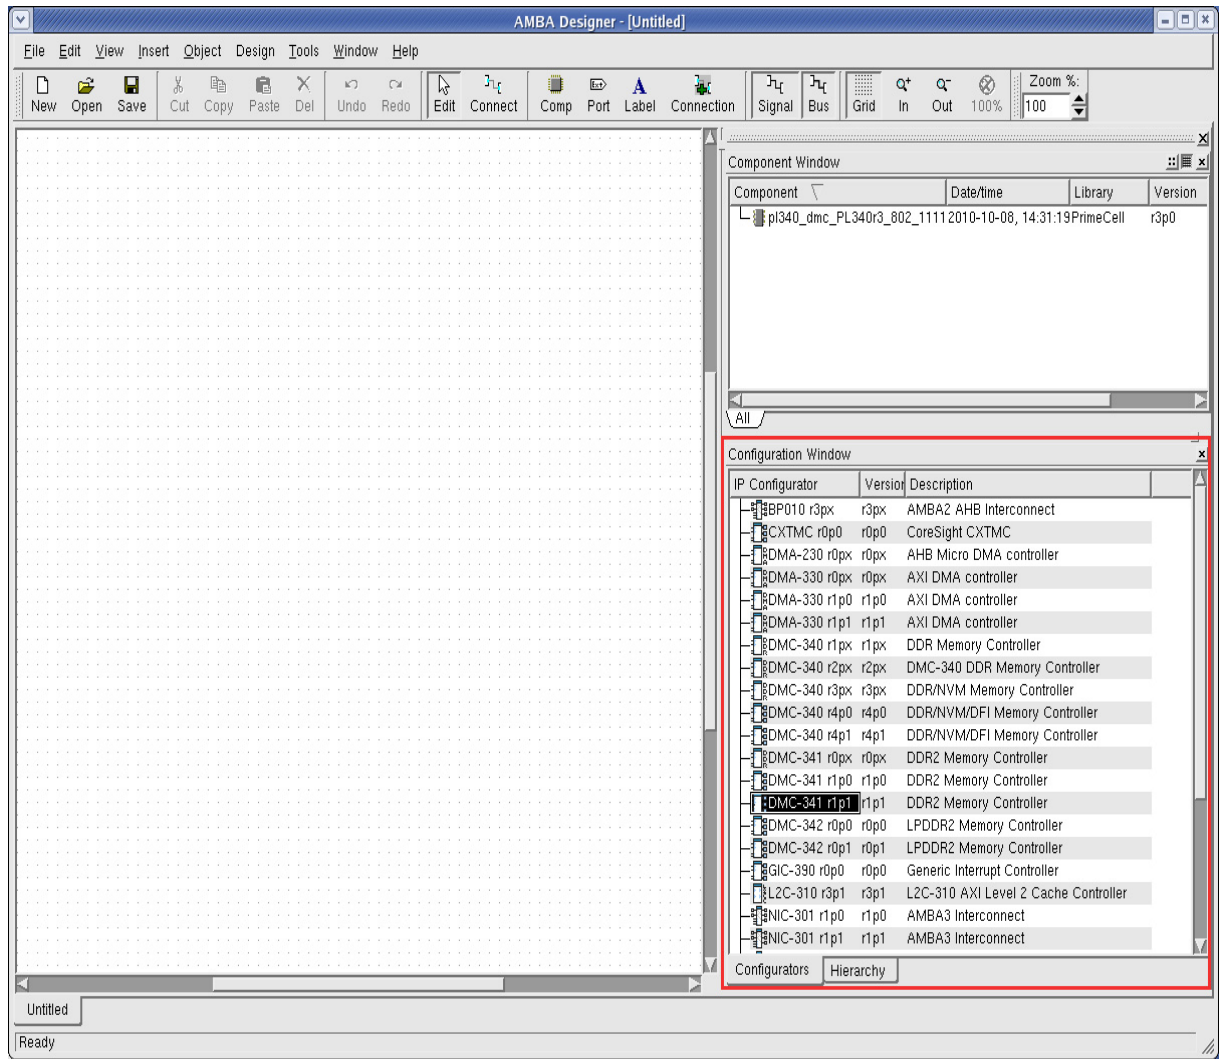 AMBA Designer - [Untitled]
File Edit View Insert Object Design Tools Window Help
New Open Save Cut Copy Paste Del Undo Redo Edit Connect Comp Port Label Connection Signal Bus Grid In Out 100% Zoom %: 100
Component Window
Component Date/time Library Version
pl340_dmc_PL340r3_802_1111 2010-10-08, 14:31:19 PrimeCell r3p0
All
Configuration Window
IP Configurator Version Description
BP010 r3px r3px AMBA2 AHB Interconnect
CXTMC r0p0 r0p0 CoreSight CXTMC
DMA-230 r0px r0px AHB Micro DMA controller
DMA-330 r0px r0px AXI DMA controller
DMA-330 r1p0 r1p0 AXI DMA controller
DMA-330 r1p1 r1p1 AXI DMA controller
DMC-340 r1px r1px DDR Memory Controller
DMC-340 r2px r2px DMC-340 DDR Memory Controller
DMC-340 r3px r3px DDR/NVM Memory Controller
DMC-340 r4p0 r4p0 DDR/NVM/DFI Memory Controller
DMC-340 r4p1 r4p1 DDR/NVM/DFI Memory Controller
DMC-341 r0px r0px DDR2 Memory Controller
DMC-341 r1p0 r1p0 DDR2 Memory Controller
DMC-341 r1p1 r1p1 DDR2 Memory Controller
DMC-342 r0p0 r0p0 LPDDR2 Memory Controller
DMC-342 r0p1 r0p1 LPDDR2 Memory Controller
GIC-390 r0p0 r0p0 Generic Interrupt Controller
L2C-310 r3p1 r3p1 L2C-310 AXI Level 2 Cache Controller
NIC-301 r1p0 r1p0 AMBA3 Interconnect
NIC-301 r1p1 r1p1 AMBA3 Interconnect
Configurators Hierarchy
Untitled
Ready